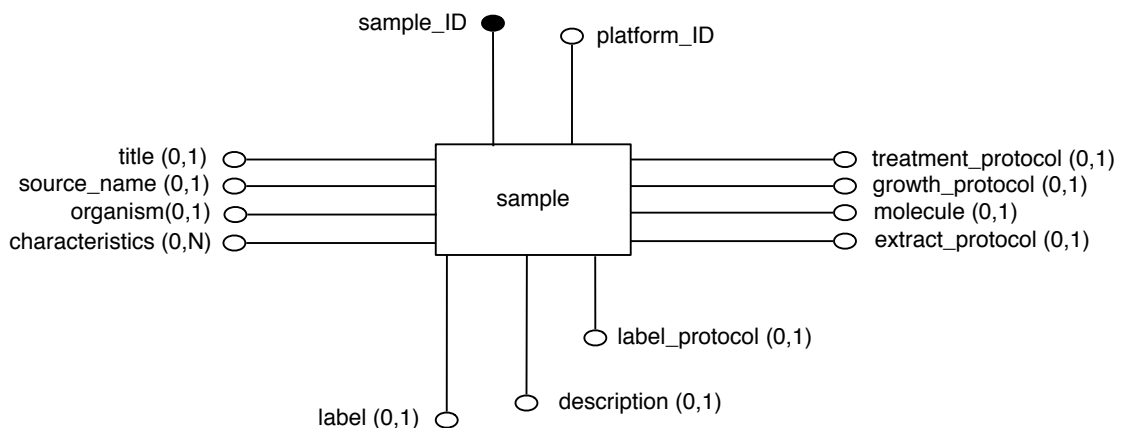 sample_ID
platform_ID
title (0,1)
source_name (0,1)
organism(0,1)
characteristics (0,N)
sample
treatment_protocol (0,1)
growth_protocol (0,1)
molecule (0,1)
extract_protocol (0,1)
label_protocol (0,1)
description (0,1)
label (0,1)